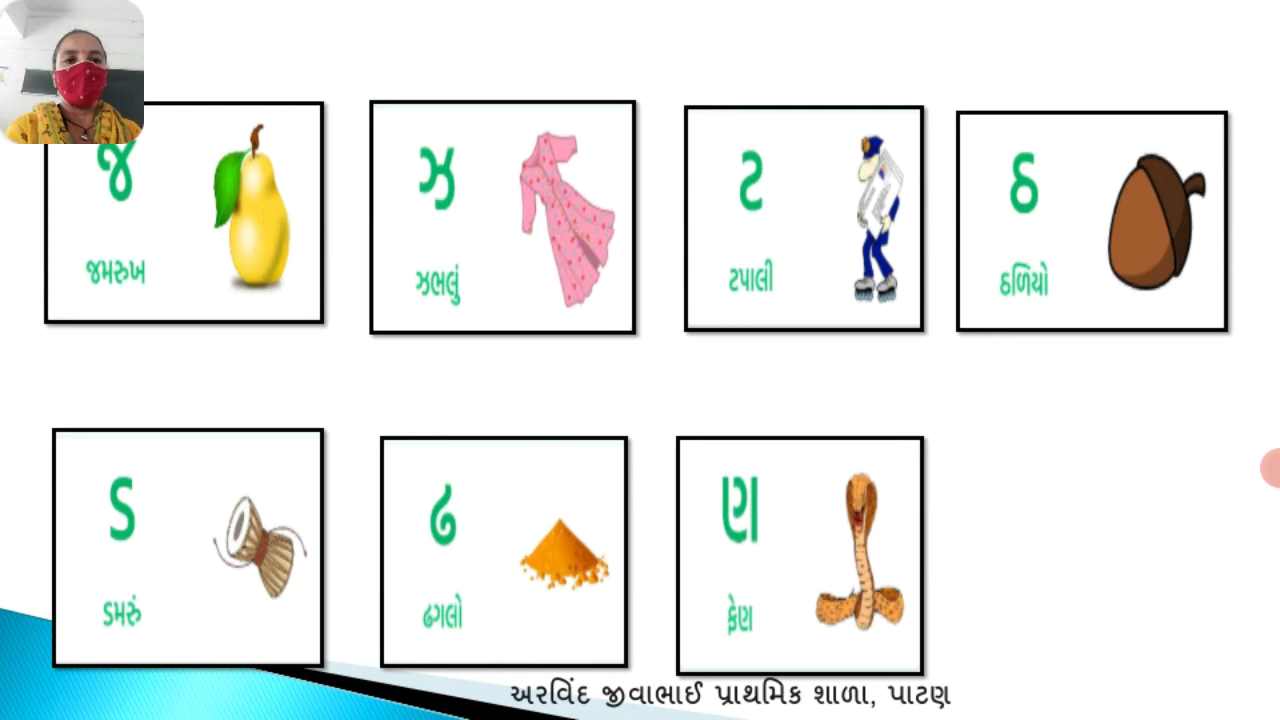 જ
જમરુખ
ઝ
ઝભલું
ટ
ટપાલી
ઠ
ઠળિયો
ડ
ડમરું
ઢ
ઢગલો
ણ
ફેણ
અરવિંદ જીવાભાઈ પ્રાથમિક શાળા, પાટણ